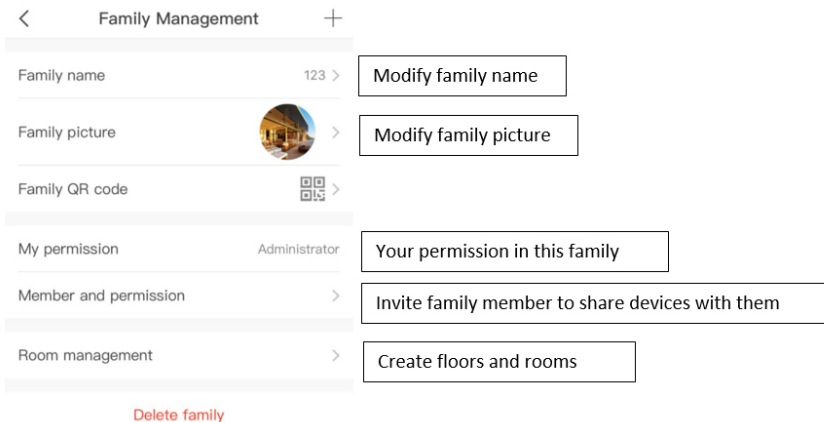 Family Management
Family name 123
Modify family name
Family picture
Modify family picture
Family QR code
My permission Administrator
Your permission in this family
Member and permission
Invite family member to share devices with them
Room management
Create floors and rooms
Delete family